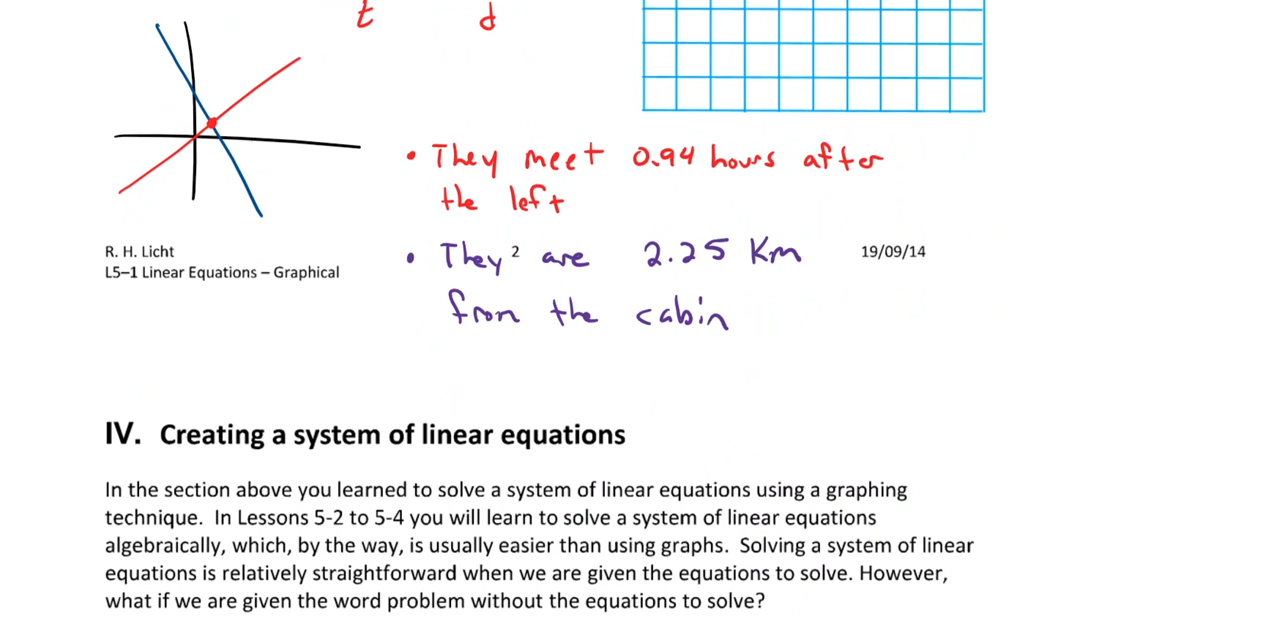 t d
• They meet 0.94 hours after
the left
R. H. Licht
L5–1 Linear Equations – Graphical
2
19/09/14
• They are 2.25 Km
from the cabin
IV. Creating a system of linear equations
In the section above you learned to solve a system of linear equations using a graphing
technique. In Lessons 5-2 to 5-4 you will learn to solve a system of linear equations
algebraically, which, by the way, is usually easier than using graphs. Solving a system of linear
equations is relatively straightforward when we are given the equations to solve. However,
what if we are given the word problem without the equations to solve?